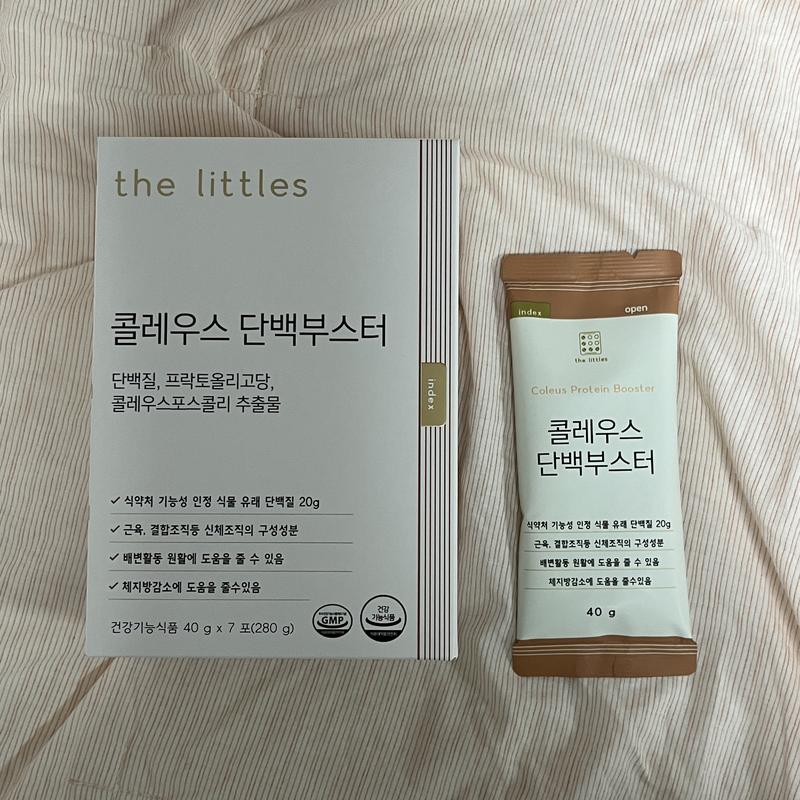 the littles
콜레우스 단백부스터
단백질, 프락토올리고당,
콜레우스포스콜리 추출물
index
식약처 기능성 인정 식물 유래 단백질 20g
근육, 결합조직등 신체조직의 구성성분
배변활동 원활에 도움을 줄 수 있음
체지방감소에 도움을 줄수있음
건강기능식품 40 g x 7 포(280 g)
GMP
건강
기능식품
index
open
the littles
Coleus Protein Booster
콜레우스
단백부스터
식약처 기능성 인정 식물 유래 단백질 20g
근육, 결합조직등 신체조직의 구성성분
배변활동 원활에 도움을 줄 수 있음
체지방감소에 도움을 줄수있음
40 g